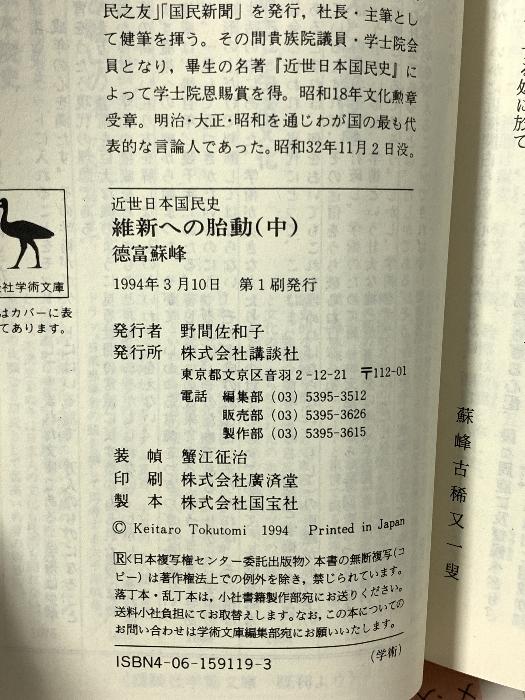 民之友」「国民新聞」を発行，社長・主筆とし
て健筆を揮う。その間貴族院議員・学士院会
員となり，畢生の名著『近世日本国民史』に
よって学士院恩賜賞を得。昭和18年文化勲章
受章。明治・大正・昭和を通じわが国の最も代
表的な言論人であった。昭和32年11月2日没。
社学術文庫
はカバーに表
てあります。
近世日本国民史
維新への胎動(中)
德富蘇峰
1994年3月10日 第1刷発行
発行者 野間佐和子
発行所 株式会社講談社
東京都文京区音羽2-12-21 〒112-01
電話 編集部 (03) 5395-3512
販売部 (03) 5395-3626
製作部 (03) 5395-3615
装幀 蟹江征治
印刷 株式会社廣済堂
製本 株式会社国宝社
© Keitaro Tokutomi 1994 Printed in Japan
Ⓡ〈日本複写権センター委託出版物〉本書の無断複写(コ
ピー)は著作権法上での例外を除き，禁じられています。
落丁本・乱丁本は，小社書籍製作部宛にお送りください。
送料小社負担にてお取替えします。なお，この本についての
お問い合わせは学術文庫編集部宛にお願いいたします。
ISBN4-06-159119-3
(学術)
蘇峰古稀又一叟